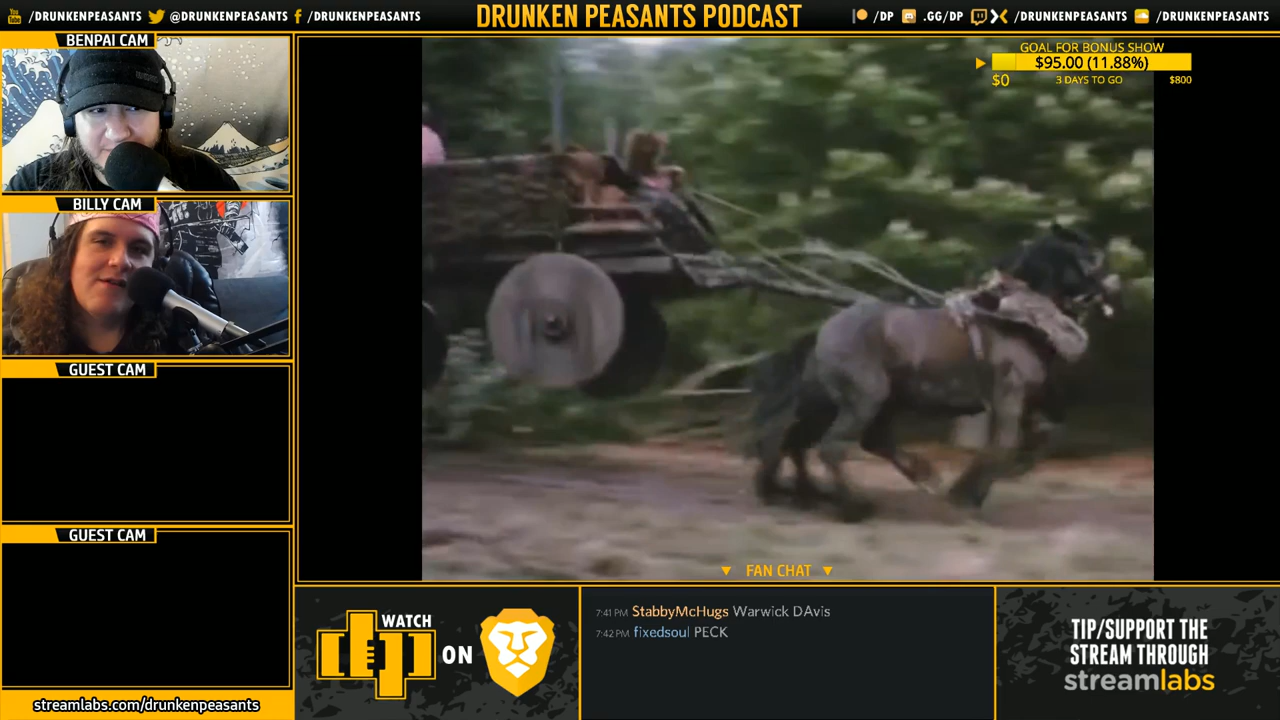 You Tube /DRUNKENPEASANTS @DRUNKENPEASANTS /DRUNKENPEASANTS
DRUNKEN PEASANTS PODCAST
/DP .GG/DP /DRUNKENPEASANTS /DRUNKENPEASANTS
BENPAI CAM
GOAL FOR BONUS SHOW
$95.00 (11.88%)
$0 3 DAYS TO GO $800
BILLY CAM
GUEST CAM
GUEST CAM
FAN CHAT
WATCH
ON
7:41 PM StabbyMcHugs Warwick DAvis
7:42 PM fixedsoul PECK
TIP/SUPPORT THE
STREAM THROUGH
streamlabs
streamlabs.com/drunkenpeasants